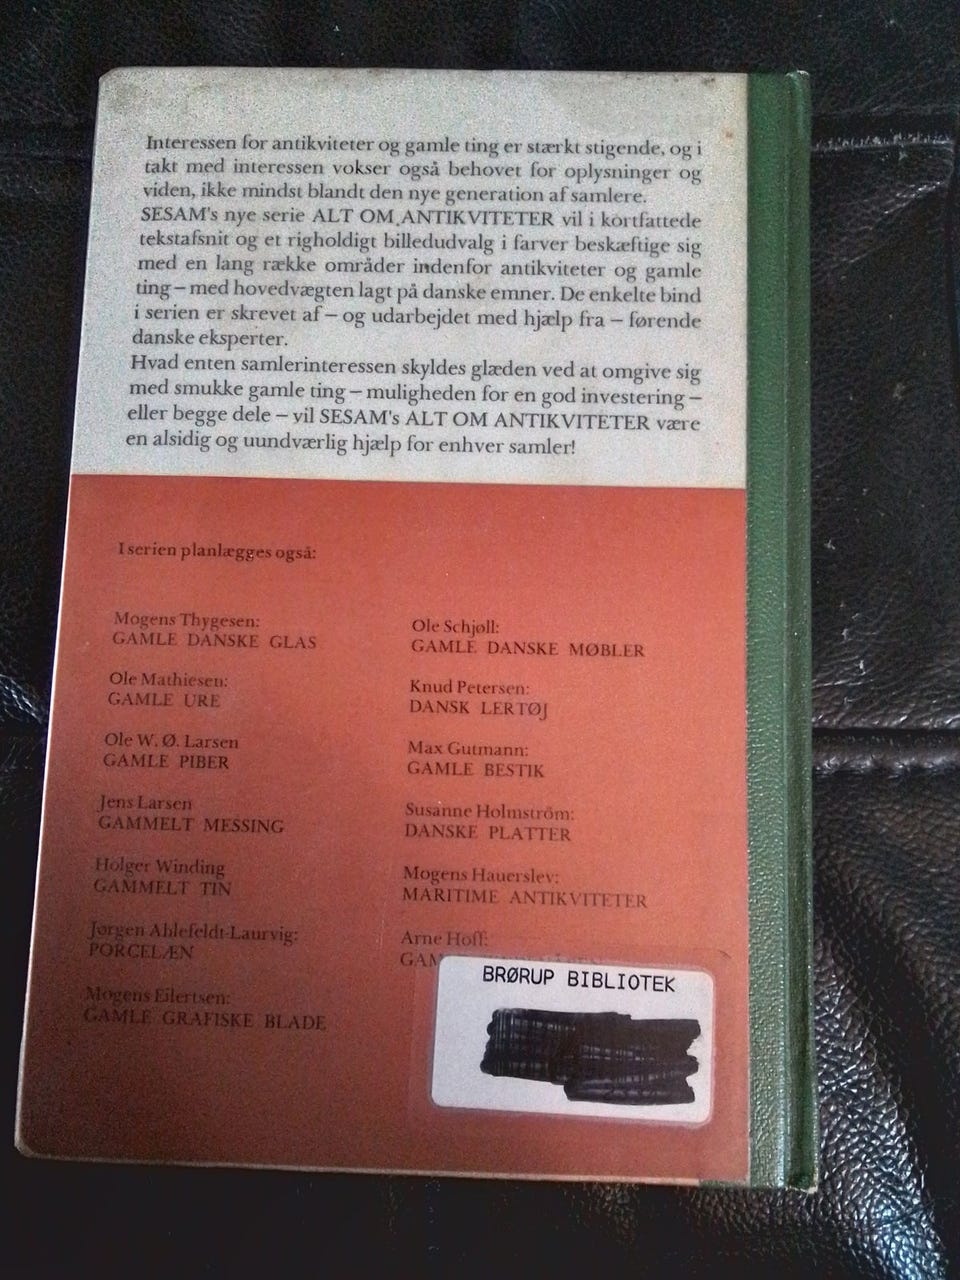 Interessen for antikviteter og gamle ting er stærkt stigende, og i
takt med interessen vokser også behovet for oplysninger og
viden, ikke mindst blandt den nye generation af samlere.
SESAM's nye serie ALT OM ANTIKVITETER vil i kortfattede
tekstafsnit og et righoldigt billedudvalg i farver beskæftige sig
med en lang række områder indenfor antikviteter og gamle
ting – med hovedvægten lagt på danske emner. De enkelte bind
i serien er skrevet af – og udarbejdet med hjælp fra – førende
danske eksperter.
Hvad enten samlerinteressen skyldes glæden ved at omgive sig
med smukke gamle ting – muligheden for en god investering –
eller begge dele – vil SESAM's ALT OM ANTIKVITETER være
en alsidig og uundværlig hjælp for enhver samler!
I serien planlægges også:
Mogens Thygesen:
GAMLE DANSKE GLAS
Ole Mathiesen:
GAMLE URE
Ole W. Ø. Larsen
GAMLE PIBER
Jens Larsen
GAMMELT MESSING
Holger Winding
GAMMELT TIN
Jørgen Ahlefeldt-Laurvig:
PORCELÆN
Mogens Eilertsen:
GAMLE GRAFISKE BLADE
Ole Schjøll:
GAMLE DANSKE MØBLER
Knud Petersen:
DANSK LERTØJ
Max Gutmann:
GAMLE BESTIK
Susanne Holmström:
DANSKE PLATTER
Mogens Hauerslev:
MARITIME ANTIKVITETER
Arne Hoff:
BRØRUP BIBLIOTEK